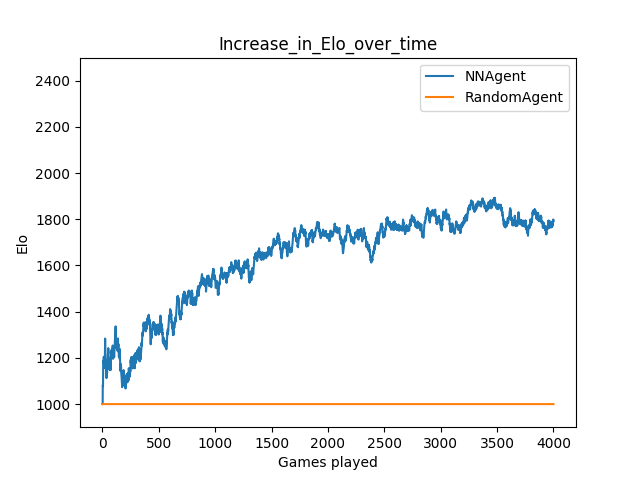 Increase_in_Elo_over_time
NNAgent
RandomAgent
2400
2200
2000
1800
1600
1400
1200
1000
Elo
0 500 1000 1500 2000 2500 3000 3500 4000
Games played